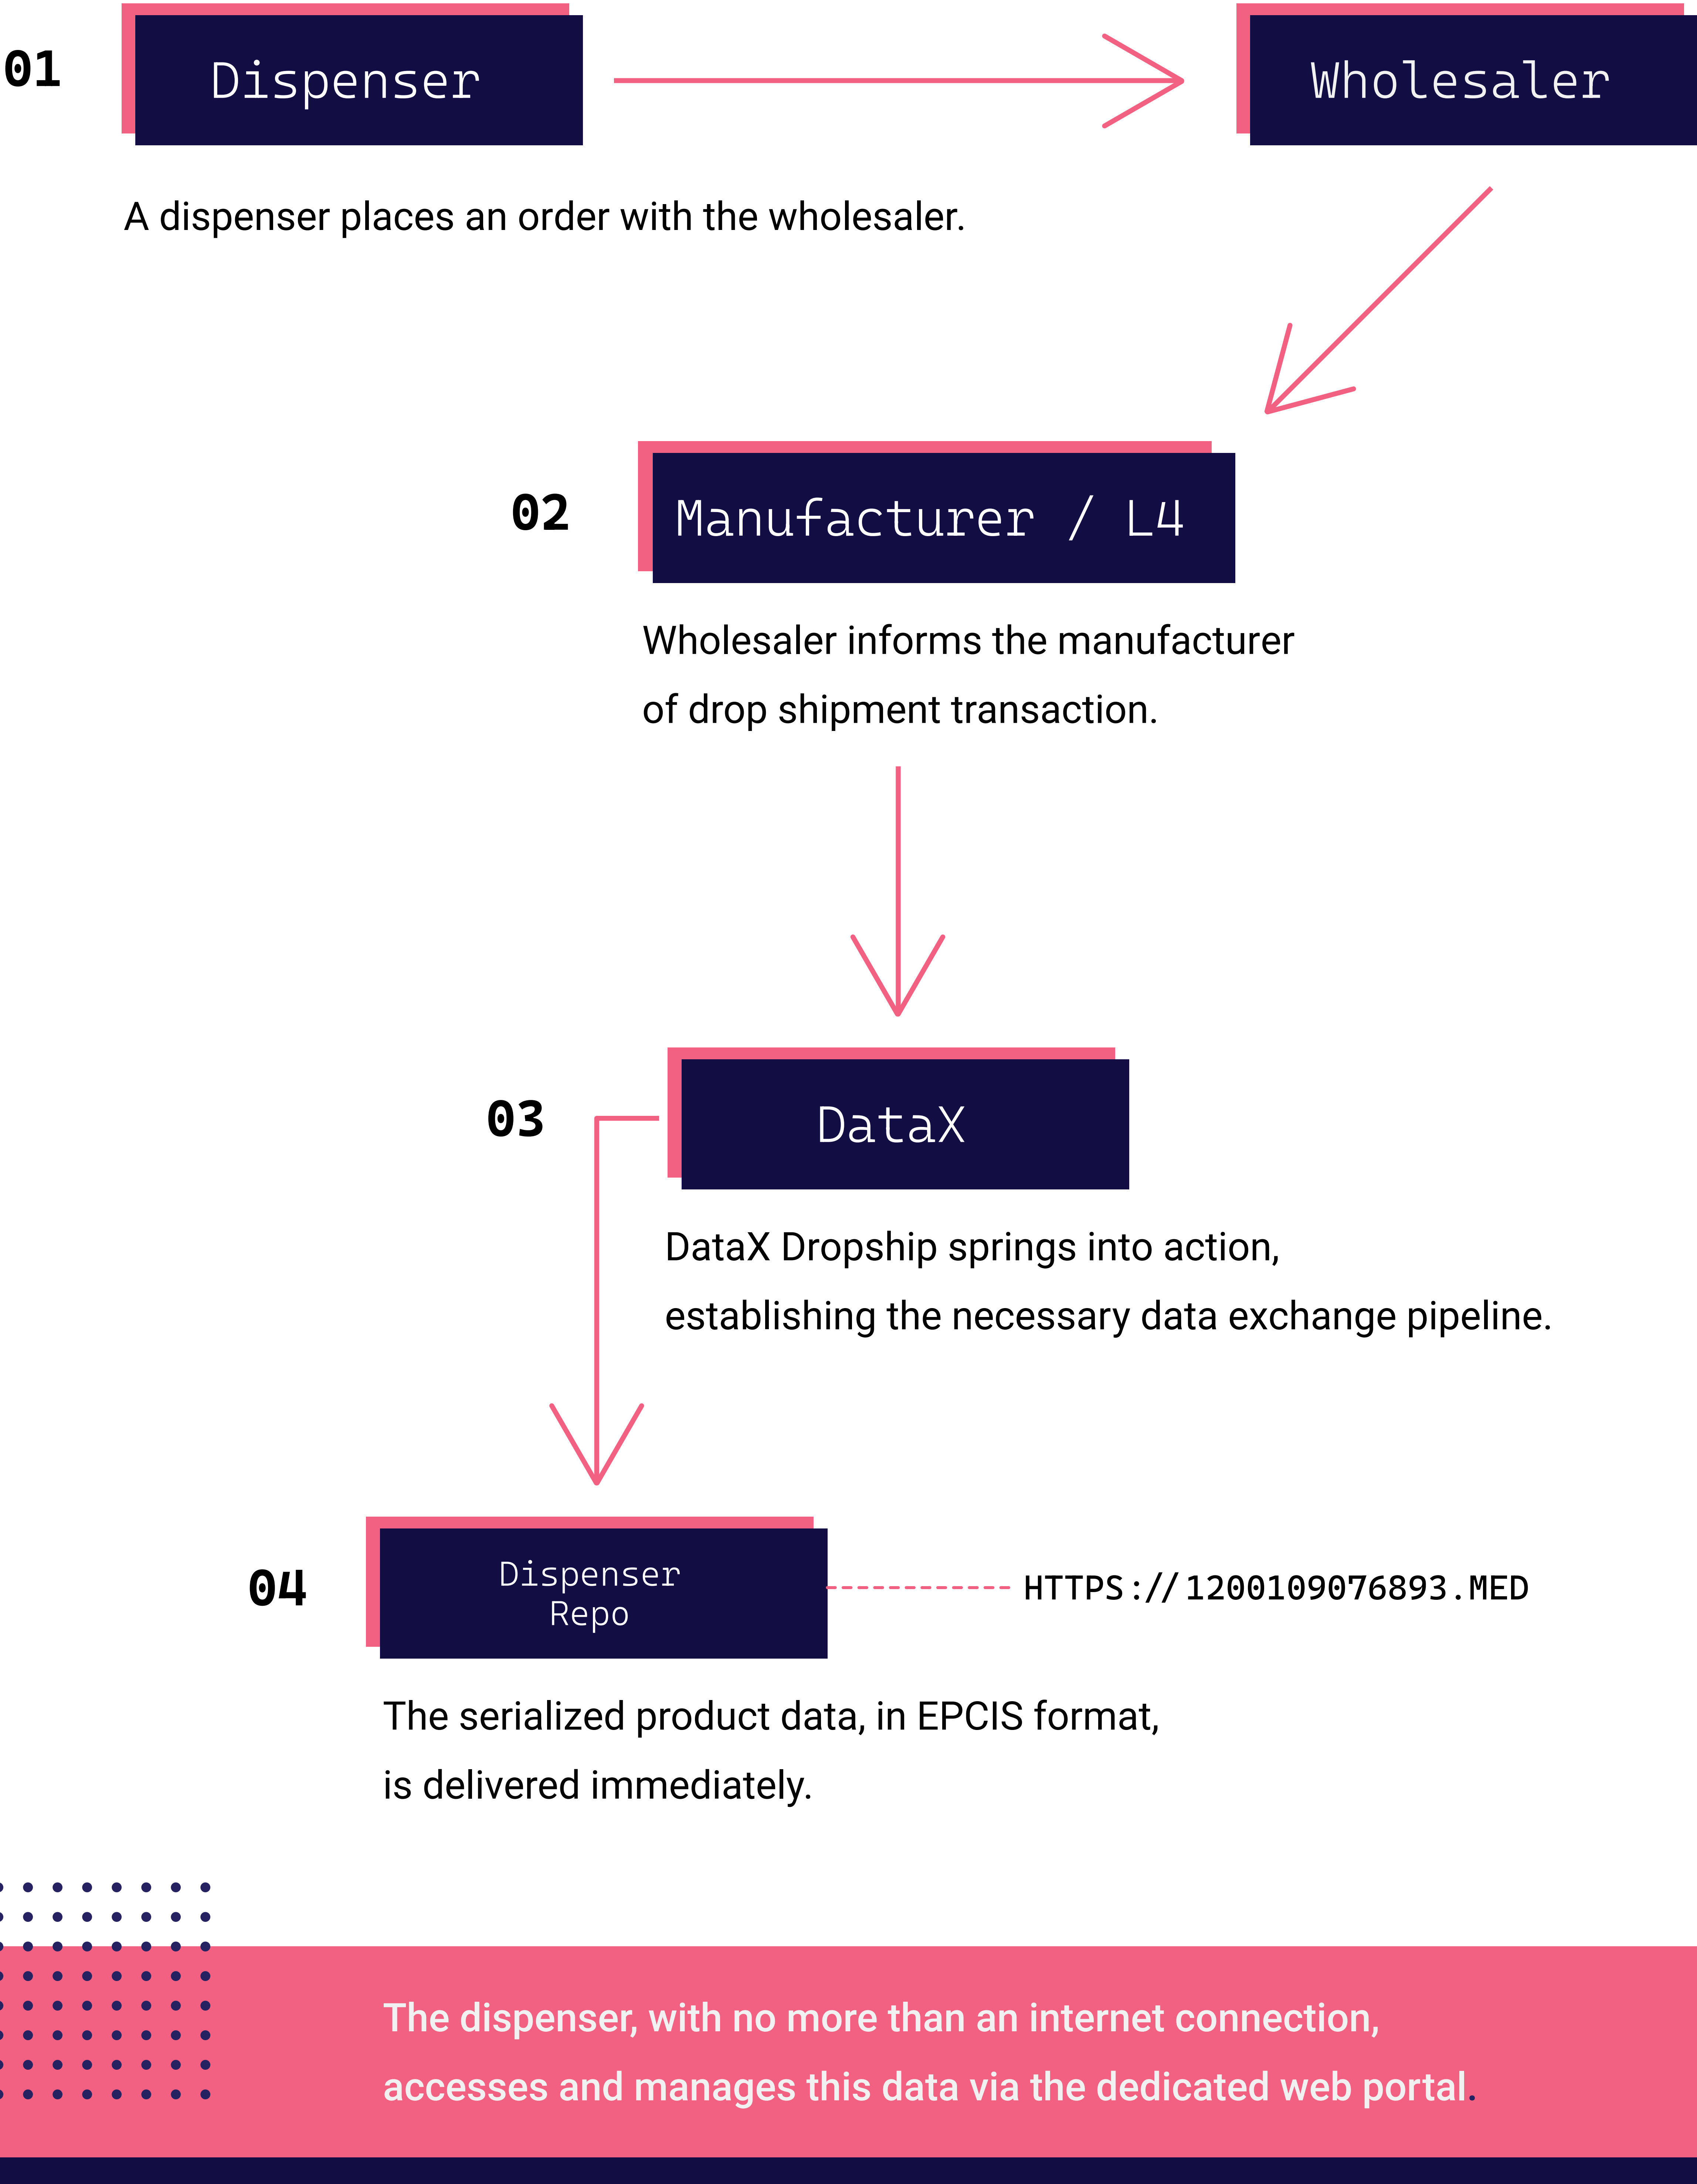 01
Dispenser
Wholesaler
A dispenser places an order with the wholesaler.
02
Manufacturer / L4
Wholesaler informs the manufacturer
of drop shipment transaction.
03
DataX
DataX Dropship springs into action,
establishing the necessary data exchange pipeline.
04
Dispenser
Repo
HTTPS://1200109076893.MED
The serialized product data, in EPCIS format,
is delivered immediately.
The dispenser, with no more than an internet connection,
accesses and manages this data via the dedicated web portal.